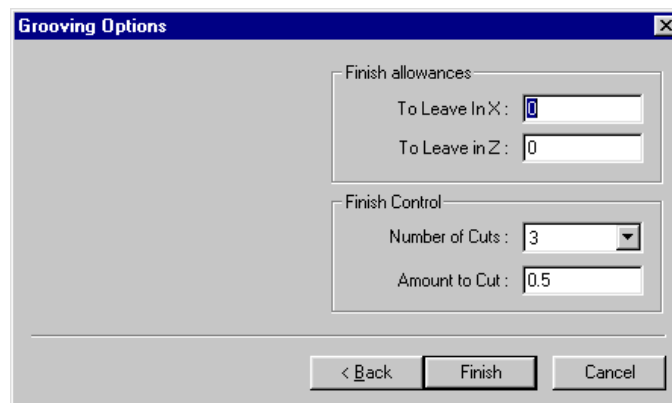 Grooving Options
Finish allowances
To Leave In X : 0
To Leave in Z : 0
Finish Control
Number of Cuts : 3
Amount to Cut : 0.5
< Back Finish Cancel